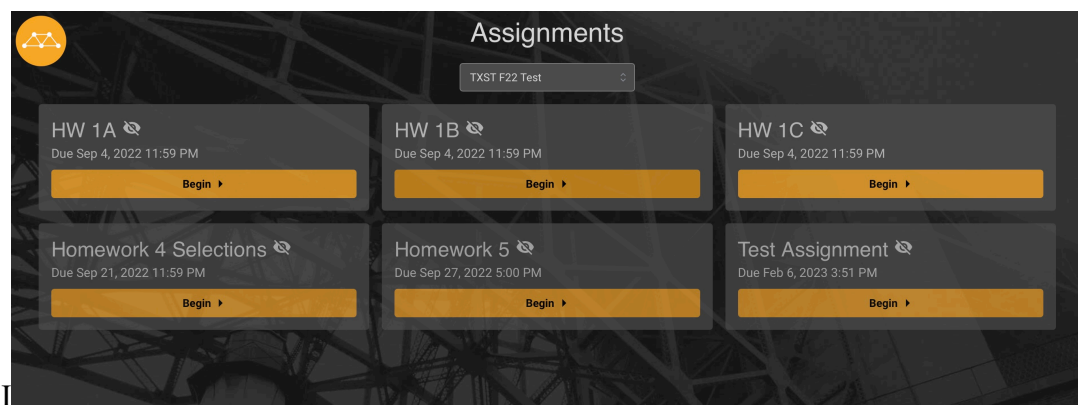 Assignments
TXST F22 Test
HW 1A
Due Sep 4, 2022 11:59 PM
Begin
HW 1B
Due Sep 4, 2022 11:59 PM
Begin
HW 1C
Due Sep 4, 2022 11:59 PM
Begin
Homework 4 Selections
Due Sep 21, 2022 11:59 PM
Begin
Homework 5
Due Sep 27, 2022 5:00 PM
Begin
Test Assignment
Due Feb 6, 2023 3:51 PM
Begin
I